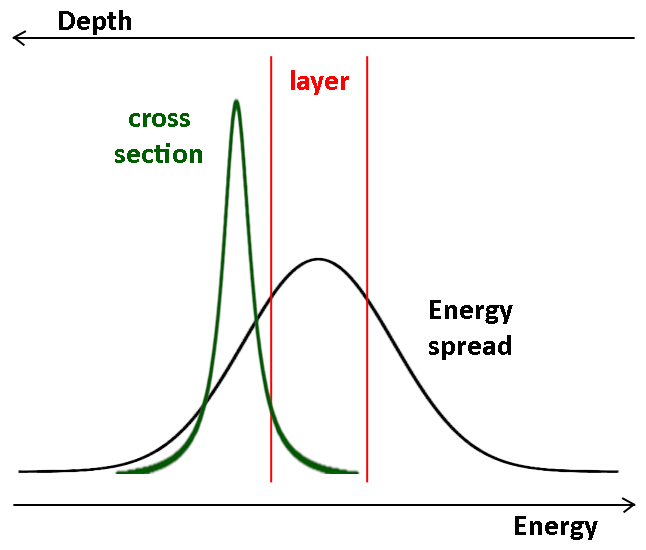 Depth
layer
cross
section
Energy
spread
Energy